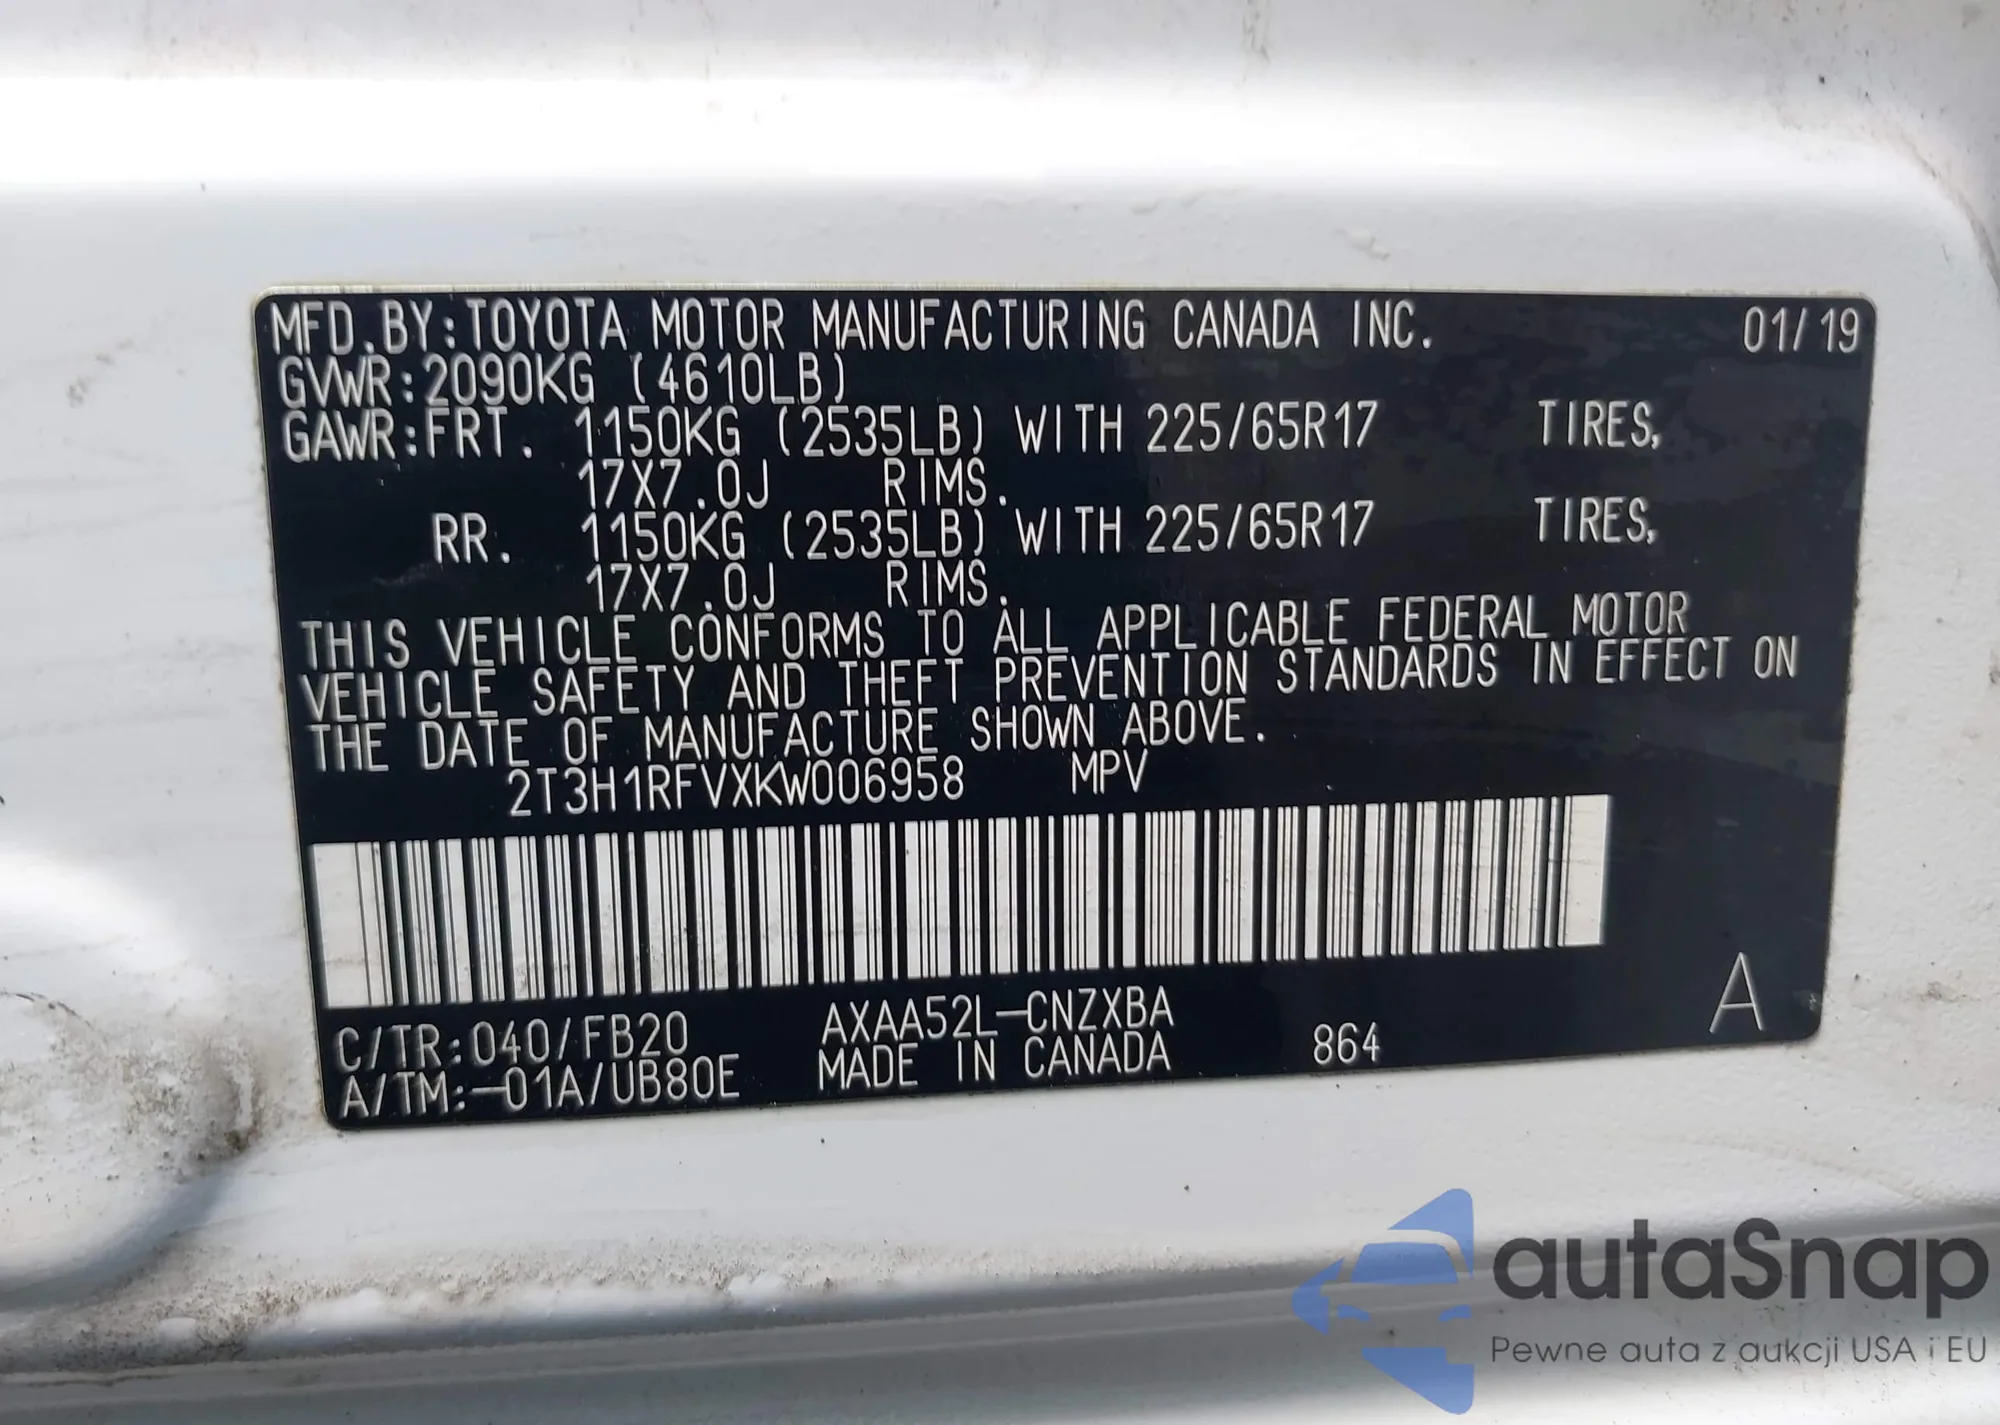 MFD.BY:TOYOTA MOTOR MANUFACTURING CANADA INC. 01/19
GVWR:2090KG (4610LB)
GAWR:FRT. 1150KG (2535LB) WITH 225/65R17 TIRES,
17X7.0J RIMS.
RR. 1150KG (2535LB) WITH 225/65R17 TIRES,
17X7.0J RIMS.
THIS VEHICLE CONFORMS TO ALL APPLICABLE FEDERAL MOTOR
VEHICLE SAFETY AND THEFT PREVENTION STANDARDS IN EFFECT ON
THE DATE OF MANUFACTURE SHOWN ABOVE.
2T3H1RFVXKW006958 MPV
C/TR:040/FB20 AXAA52L-CNZXBA
A/TM:-01A/UB80E MADE IN CANADA 864 A
autaSnap
Pewne auta z aukcji USA i EU